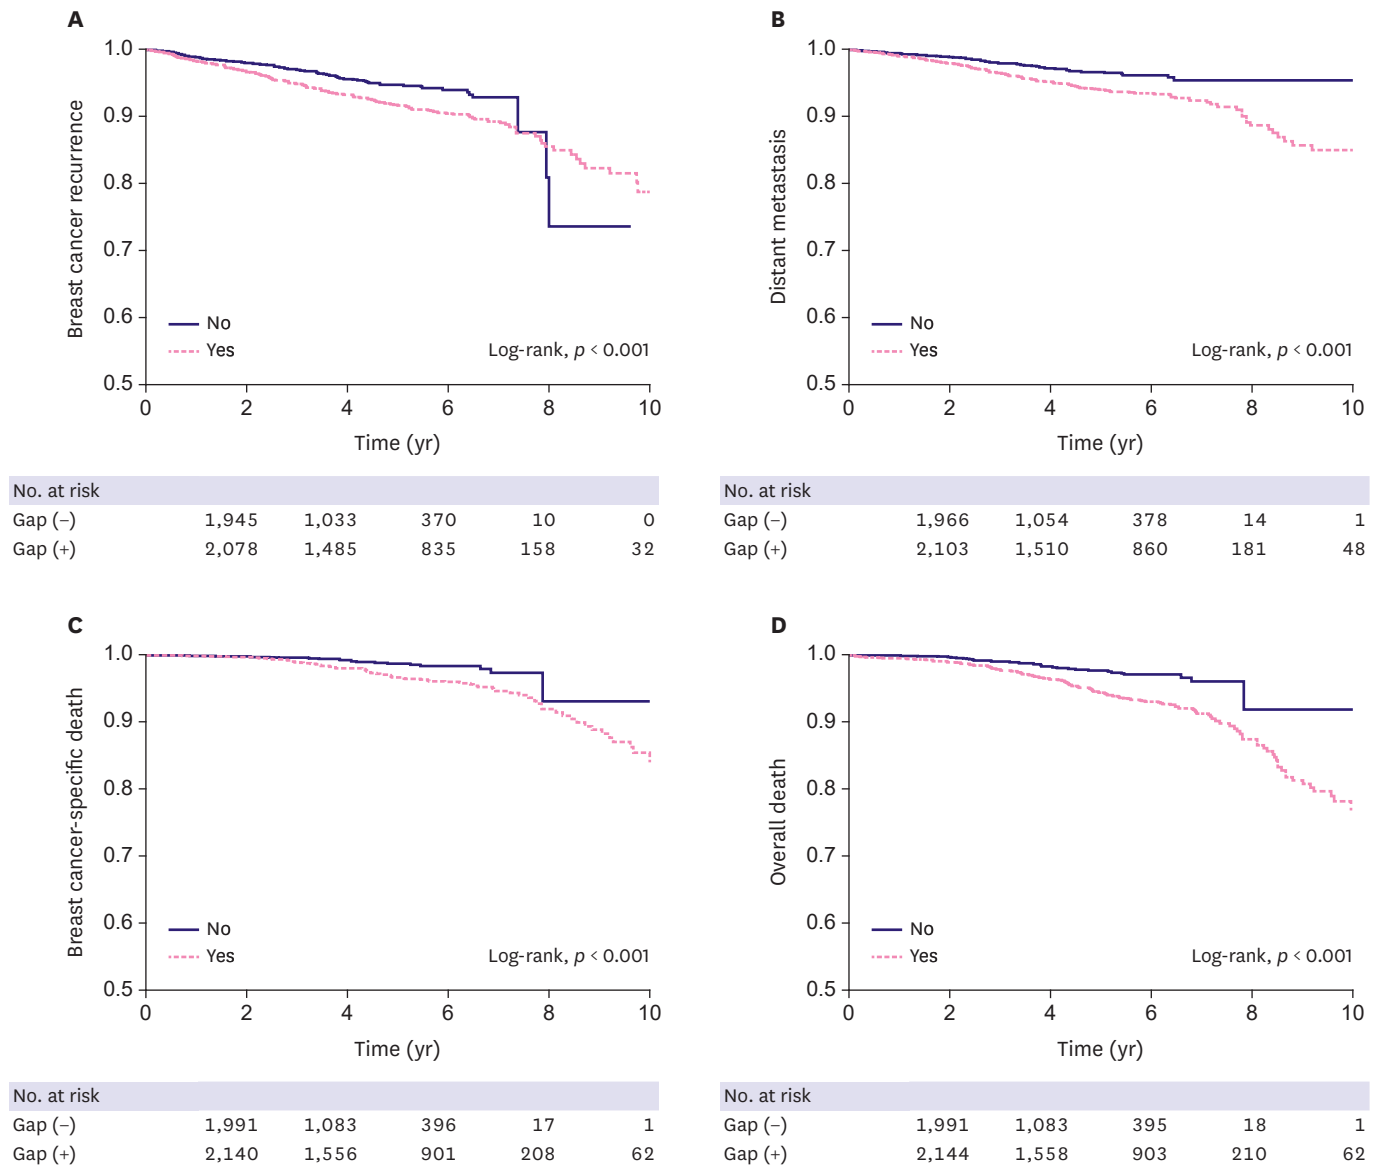 A
1.0
0.9
0.8
0.7
0.6
0.5
Breast cancer recurrence
No
Yes
Log-rank, p < 0.001
0 2 4 6 8 10
Time (yr)
No. at risk
Gap (–) 1,945 1,033 370 10 0
Gap (+) 2,078 1,485 835 158 32
B
1.0
0.9
0.8
0.7
0.6
0.5
Distant metastasis
No
Yes
Log-rank, p < 0.001
0 2 4 6 8 10
Time (yr)
No. at risk
Gap (–) 1,966 1,054 378 14 1
Gap (+) 2,103 1,510 860 181 48
C
1.0
0.9
0.8
0.7
0.6
0.5
Breast cancer-specific death
No
Yes
Log-rank, p < 0.001
0 2 4 6 8 10
Time (yr)
No. at risk
Gap (–) 1,991 1,083 396 17 1
Gap (+) 2,140 1,556 901 208 62
D
1.0
0.9
0.8
0.7
0.6
0.5
Overall death
No
Yes
Log-rank, p < 0.001
0 2 4 6 8 10
Time (yr)
No. at risk
Gap (–) 1,991 1,083 395 18 1
Gap (+) 2,144 1,558 903 210 62